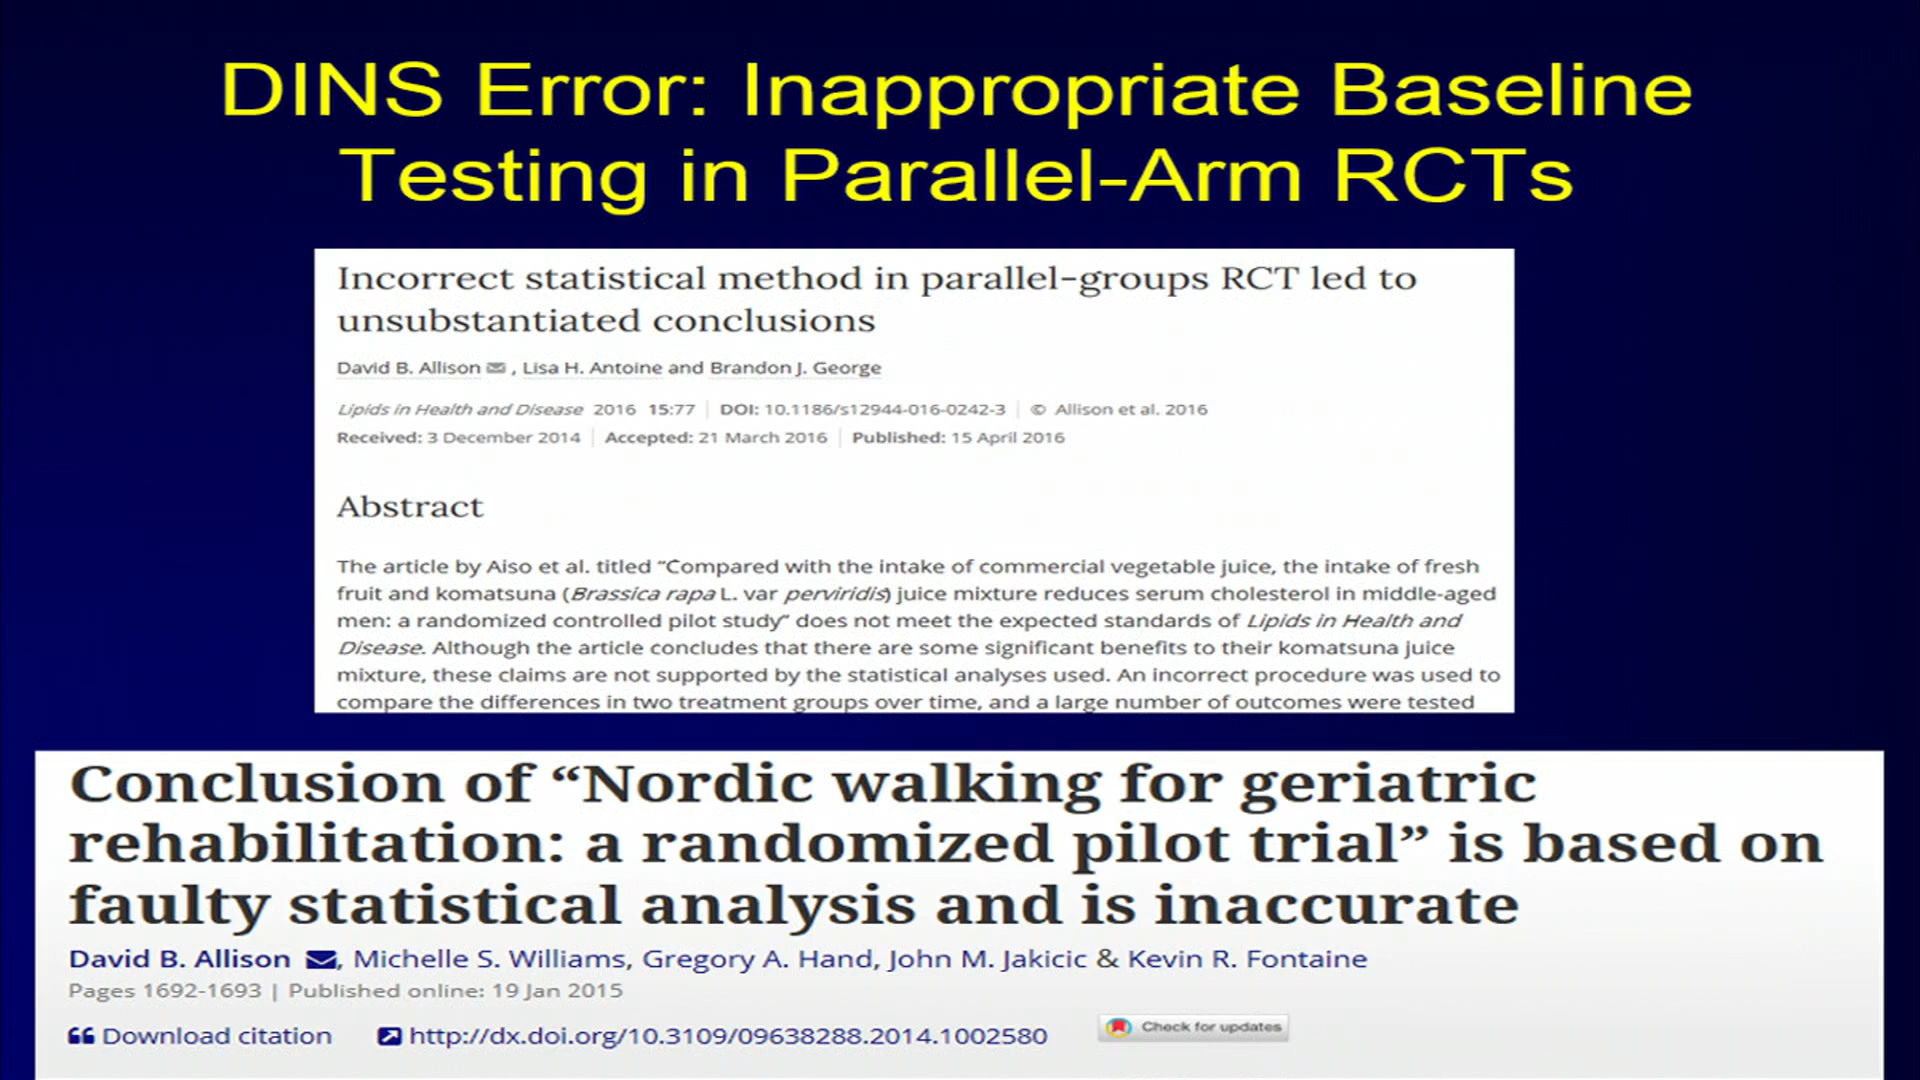 DINS Error: Inappropriate Baseline
Testing in Parallel-Arm RCTs
Incorrect statistical method in parallel-groups RCT led to
unsubstantiated conclusions
David B. Allison , Lisa H. Antoine and Brandon J. George
Lipids in Health and Disease 2016 15:77 | DOI: 10.1186/s12944-016-0242-3 | © Allison et al. 2016
Received: 3 December 2014 | Accepted: 21 March 2016 | Published: 15 April 2016
Abstract
The article by Aiso et al. titled “Compared with the intake of commercial vegetable juice, the intake of fresh
fruit and komatsuna (Brassica rapa L. var perviridis) juice mixture reduces serum cholesterol in middle-aged
men: a randomized controlled pilot study” does not meet the expected standards of Lipids in Health and
Disease. Although the article concludes that there are some significant benefits to their komatsuna juice
mixture, these claims are not supported by the statistical analyses used. An incorrect procedure was used to
compare the differences in two treatment groups over time, and a large number of outcomes were tested
Conclusion of “Nordic walking for geriatric
rehabilitation: a randomized pilot trial” is based on
faulty statistical analysis and is inaccurate
David B. Allison , Michelle S. Williams, Gregory A. Hand, John M. Jakicic & Kevin R. Fontaine
Pages 1692-1693 | Published online: 19 Jan 2015
Download citation http://dx.doi.org/10.3109/09638288.2014.1002580 Check for updates